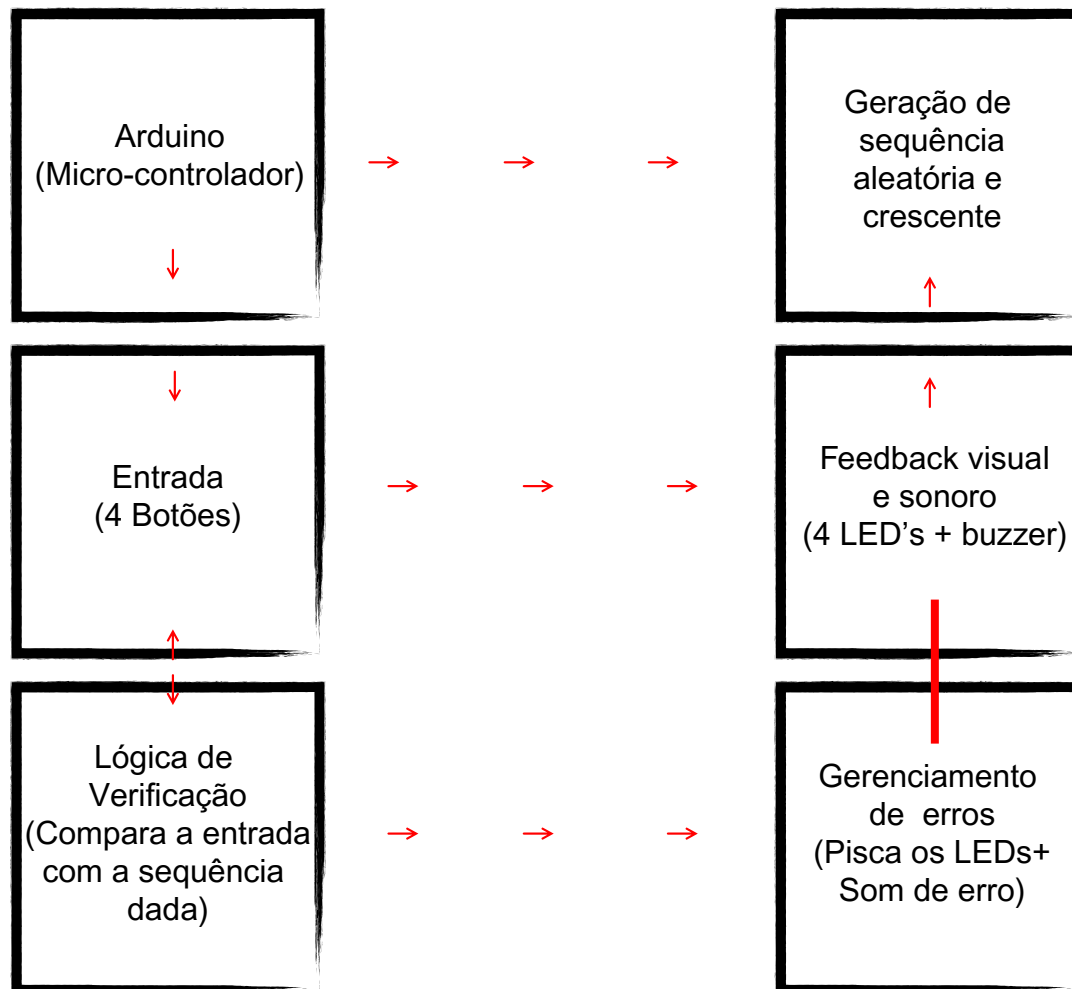 Arduino
(Micro-controlador)
Geração de
sequência
aleatória e
crescente
Entrada
(4 Botões)
Feedback visual
e sonoro
(4 LED’s + buzzer)
Lógica de
Verificação
(Compara a entrada
com a sequência
dada)
Gerenciamento
de erros
(Pisca os LEDs+
Som de erro)